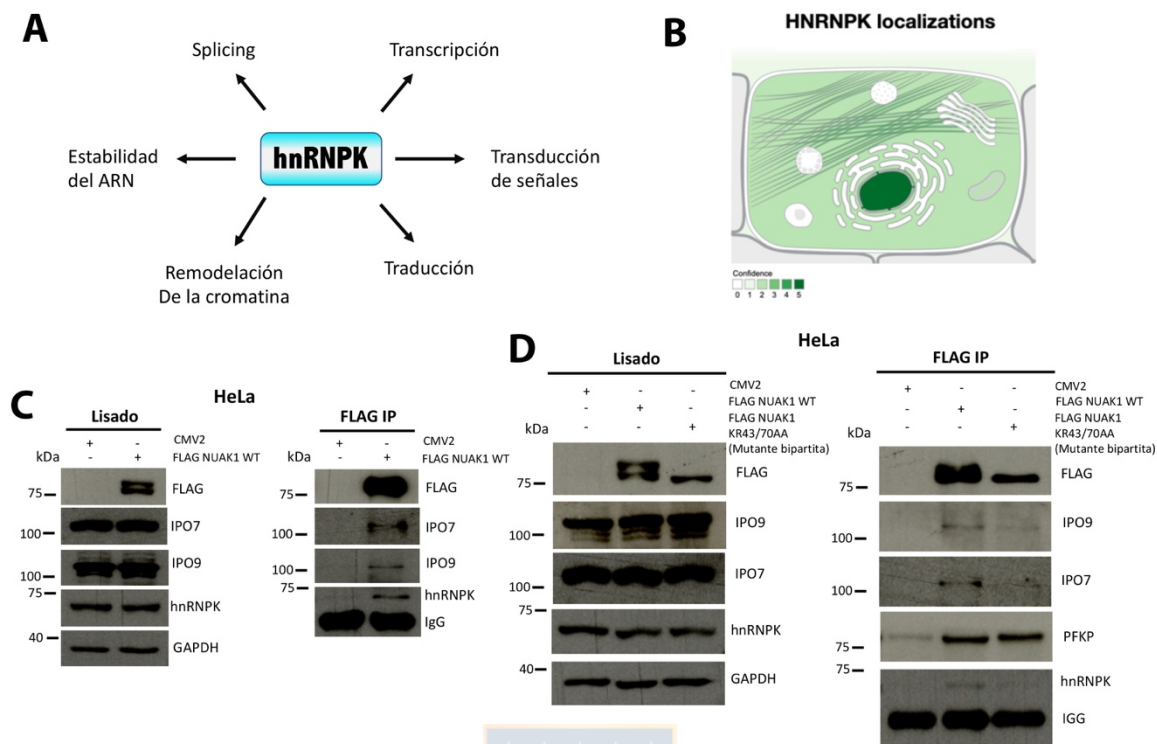 A
Splicing
Transcripción
Estabilidad
del ARN
hnRNPK
Transducción
de señales
Remodelación
De la cromatina
Traducción
B
HNRNPK localizations
Confidence
0 1 2 3 4 5
C
HeLa
Lisado
FLAG IP
+ -
- +
kDa
75
100
100
75
40
FLAG
IPO7
IPO9
hnRNPK
GAPDH
+ -
- +
CMV2
FLAG NUAK1 WT
kDa
75
100
100
75
FLAG
IPO7
IPO9
hnRNPK
IgG
D
HeLa
Lisado
FLAG IP
+ - -
- + -
- - +
CMV2
FLAG NUAK1 WT
FLAG NUAK1
KR43/70AA
(Mutante bipartita)
kDa
75
100
100
75
40
FLAG
IPO9
IPO7
hnRNPK
GAPDH
+ - -
- + -
- - +
CMV2
FLAG NUAK1 WT
FLAG NUAK1
KR43/70AA
(Mutante bipartita)
kDa
75
100
100
75
75
FLAG
IPO9
IPO7
PFKP
hnRNPK
IGG